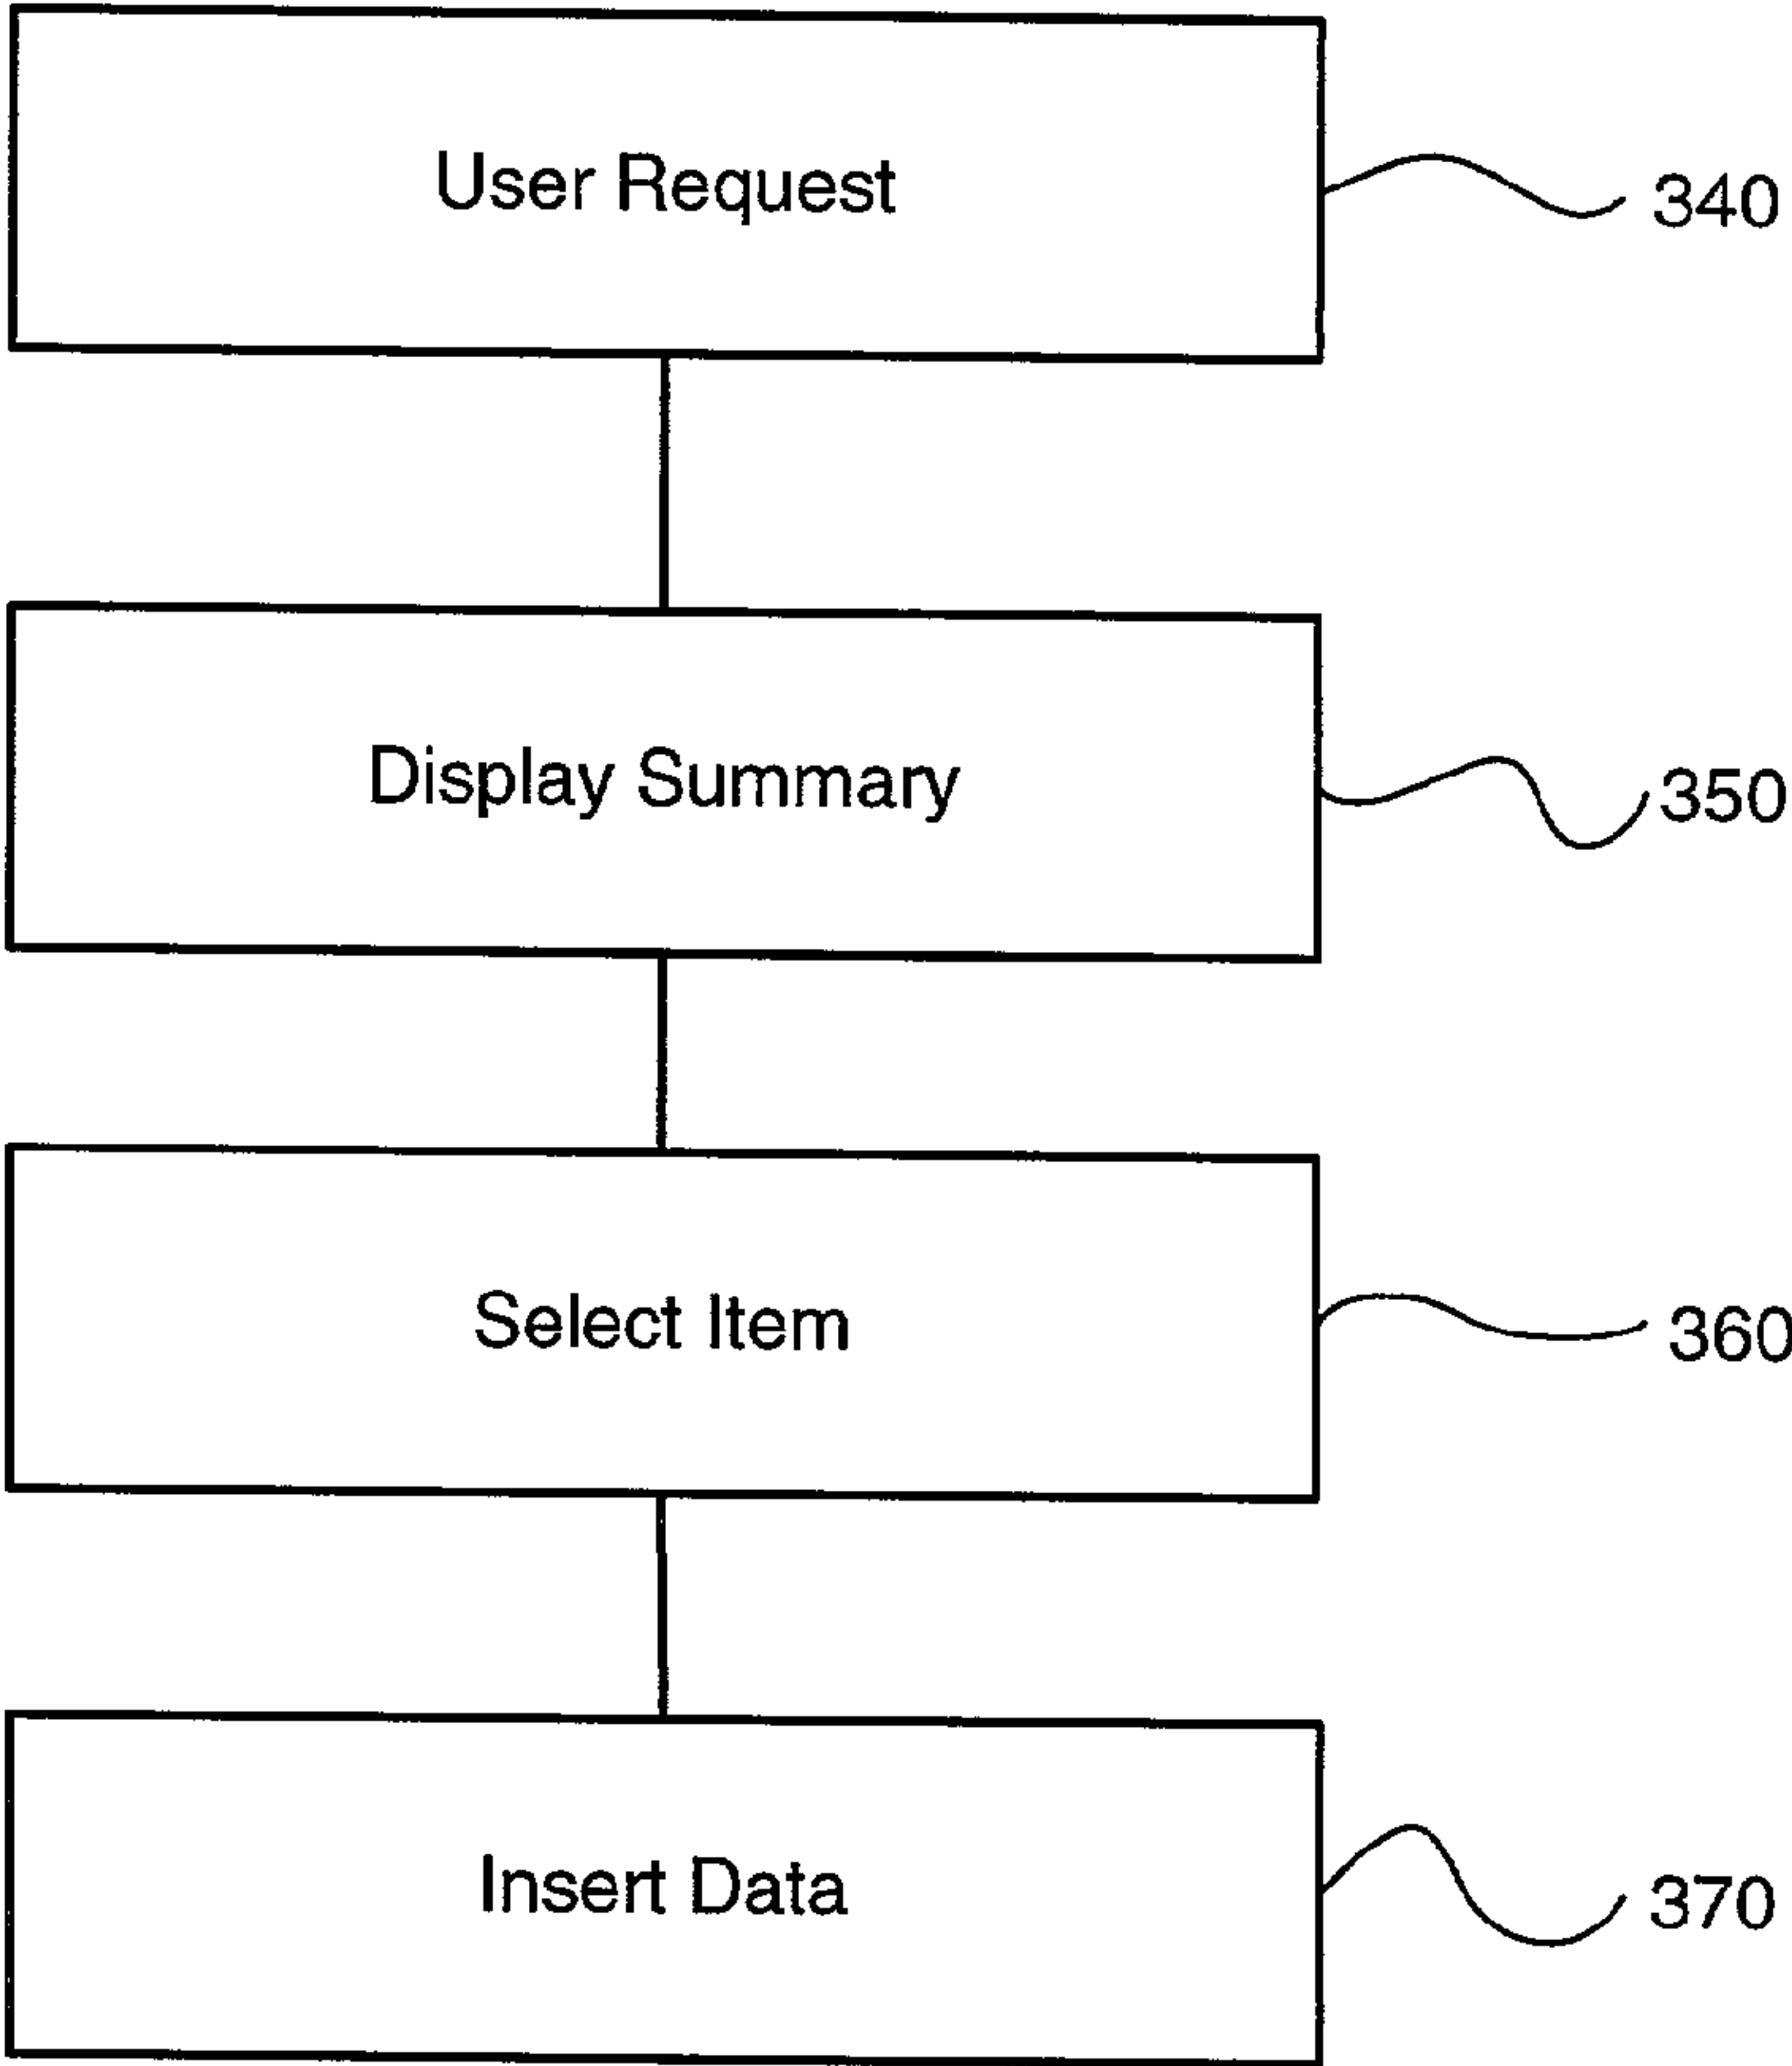 User Request
340
Display Summary
350
Select Item
360
Insert Data
370